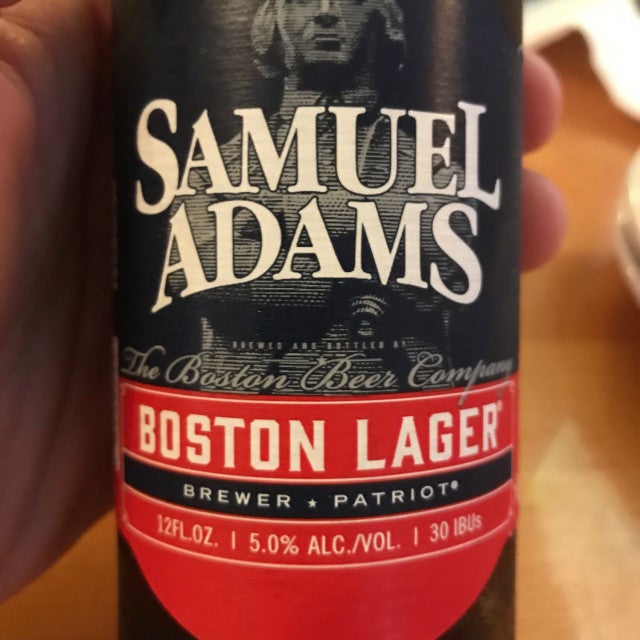 SAMUEL
ADAMS
BREWED AND BOTTLED BY
The Boston Beer Company
BOSTON LAGER®
BREWER ★ PATRIOT®
12FL.OZ. | 5.0% ALC./VOL. | 30 IBUs